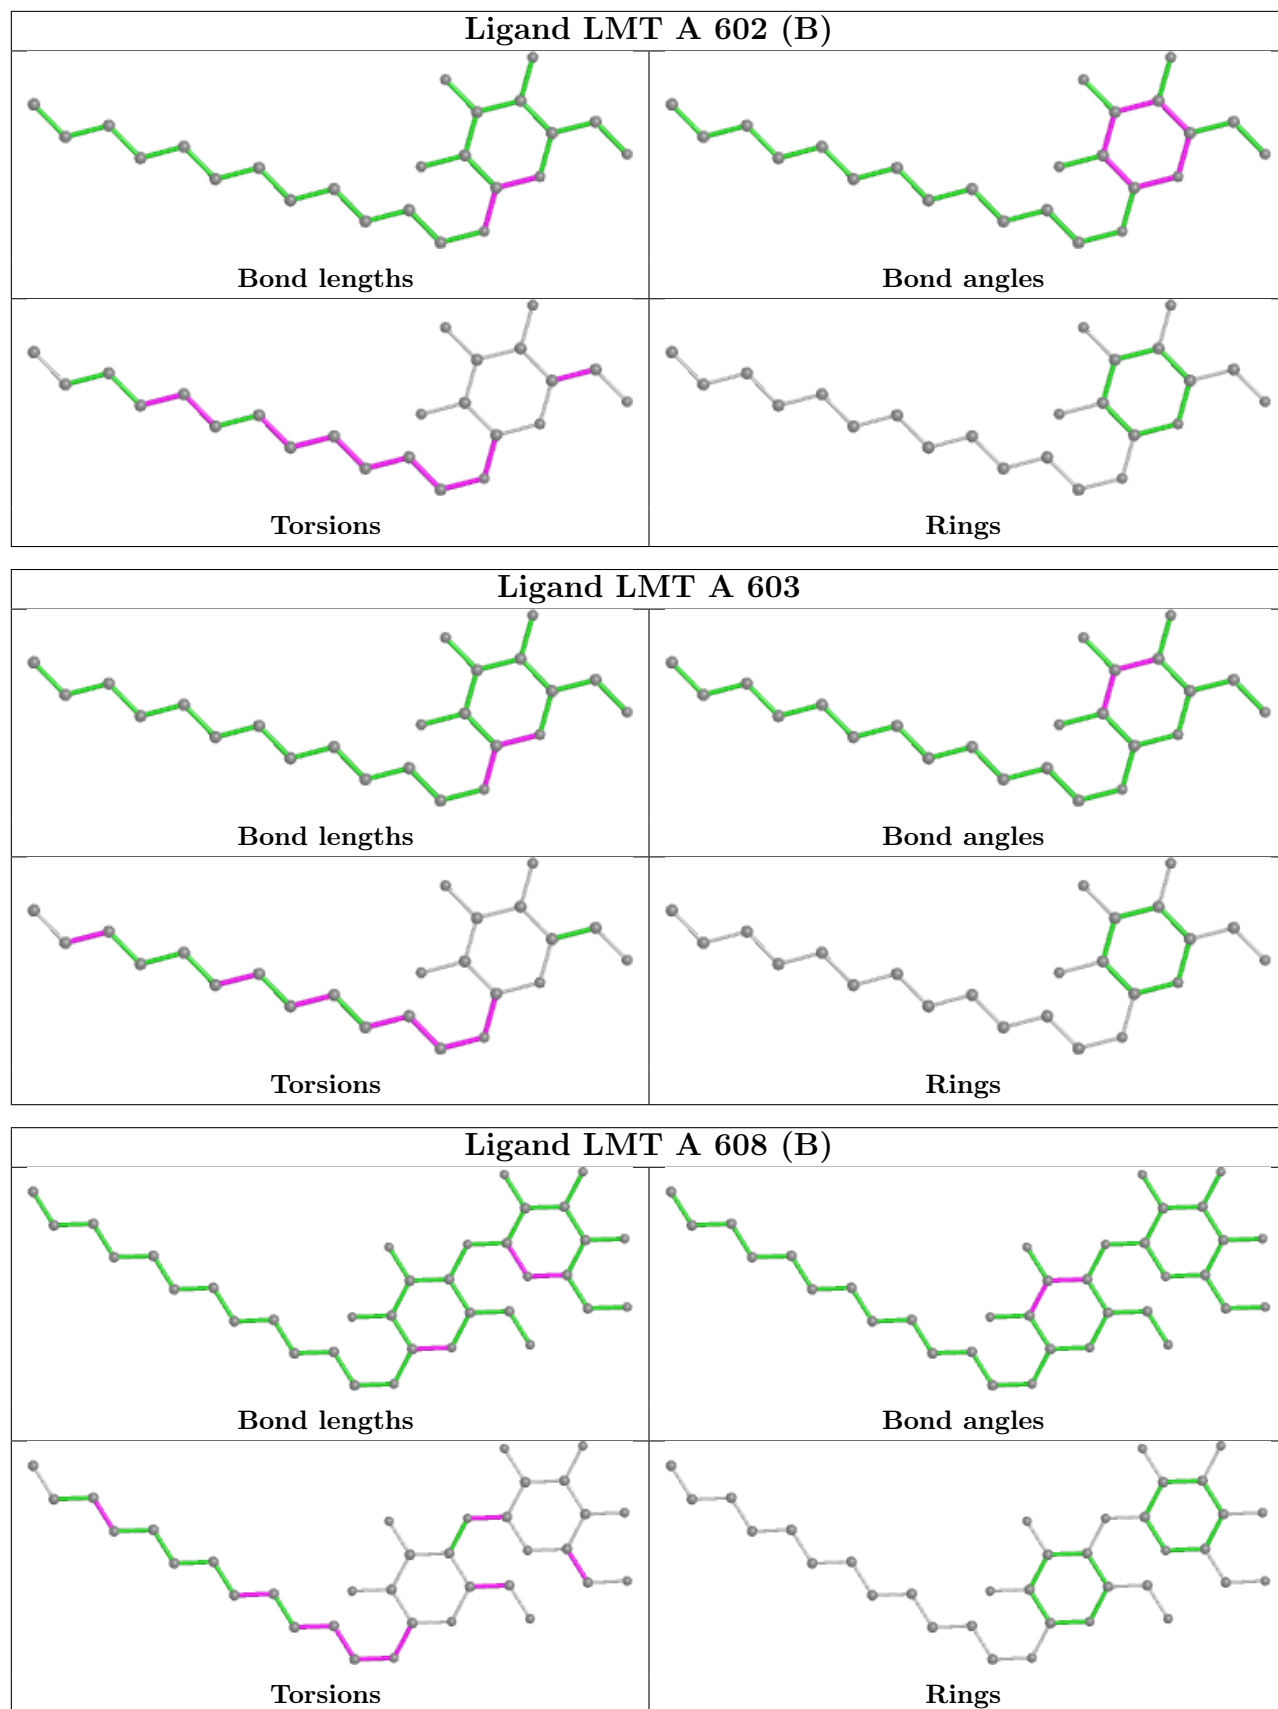 Ligand LMT A 602 (B)
Bond lengths
Bond angles
Torsions
Rings
Ligand LMT A 603
Bond lengths
Bond angles
Torsions
Rings
Ligand LMT A 608 (B)
Bond lengths
Bond angles
Torsions
Rings